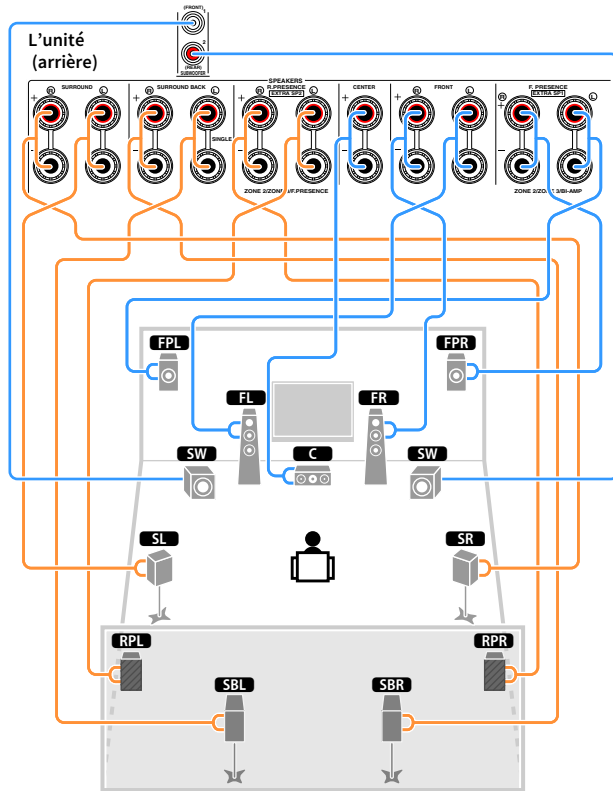 (FRONT) 1
2
(REAR)
SUBWOOFER
L'unité
(arrière)
SPEAKERS
SURROUND
SURROUND BACK
R.PRESENCE
EXTRA SP2
CENTER
FRONT
F. PRESENCE
EXTRA SP1
R L R L R L R L R L
+ + + + + +
SINGLE
- - - - - -
ZONE 2/ZONE 3/F.PRESENCE
ZONE 2/ZONE 3/BI-AMP
FPL FPR
FL FR
SW C SW
SL SR
RPL RPR
SBL SBR